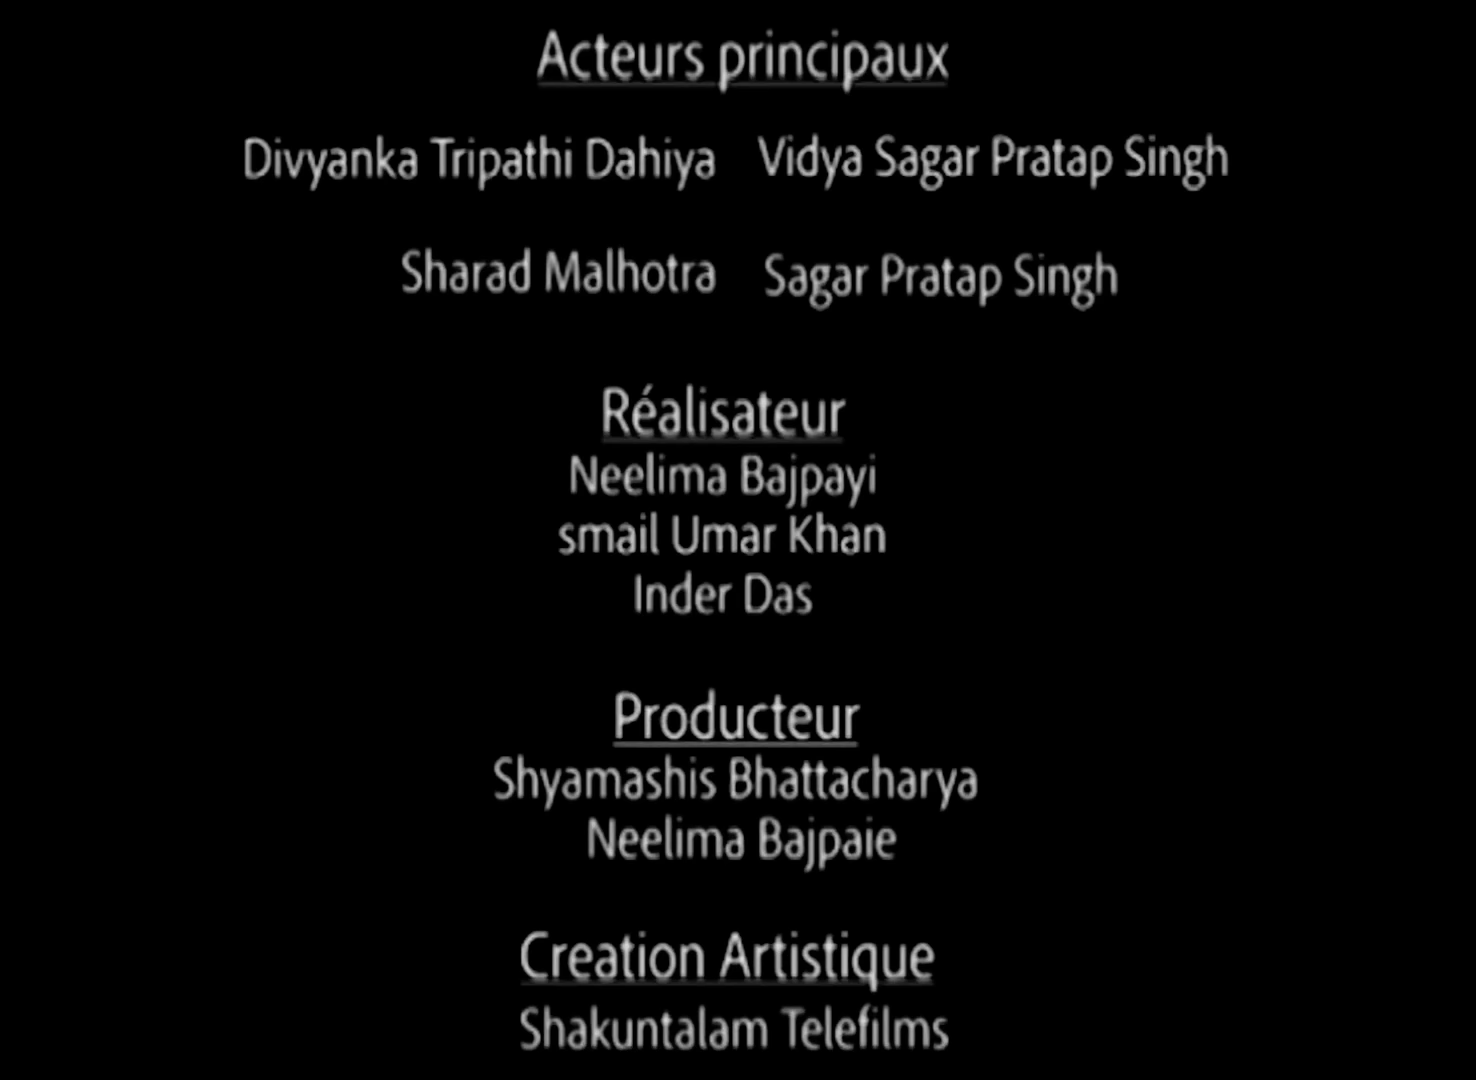 Acteurs principaux
Divyanka Tripathi Dahiya Vidya Sagar Pratap Singh
Sharad Malhotra Sagar Pratap Singh
Réalisateur
Neelima Bajpayi
smail Umar Khan
Inder Das
Producteur
Shyamashis Bhattacharya
Neelima Bajpaie
Creation Artistique
Shakuntalam Telefilms